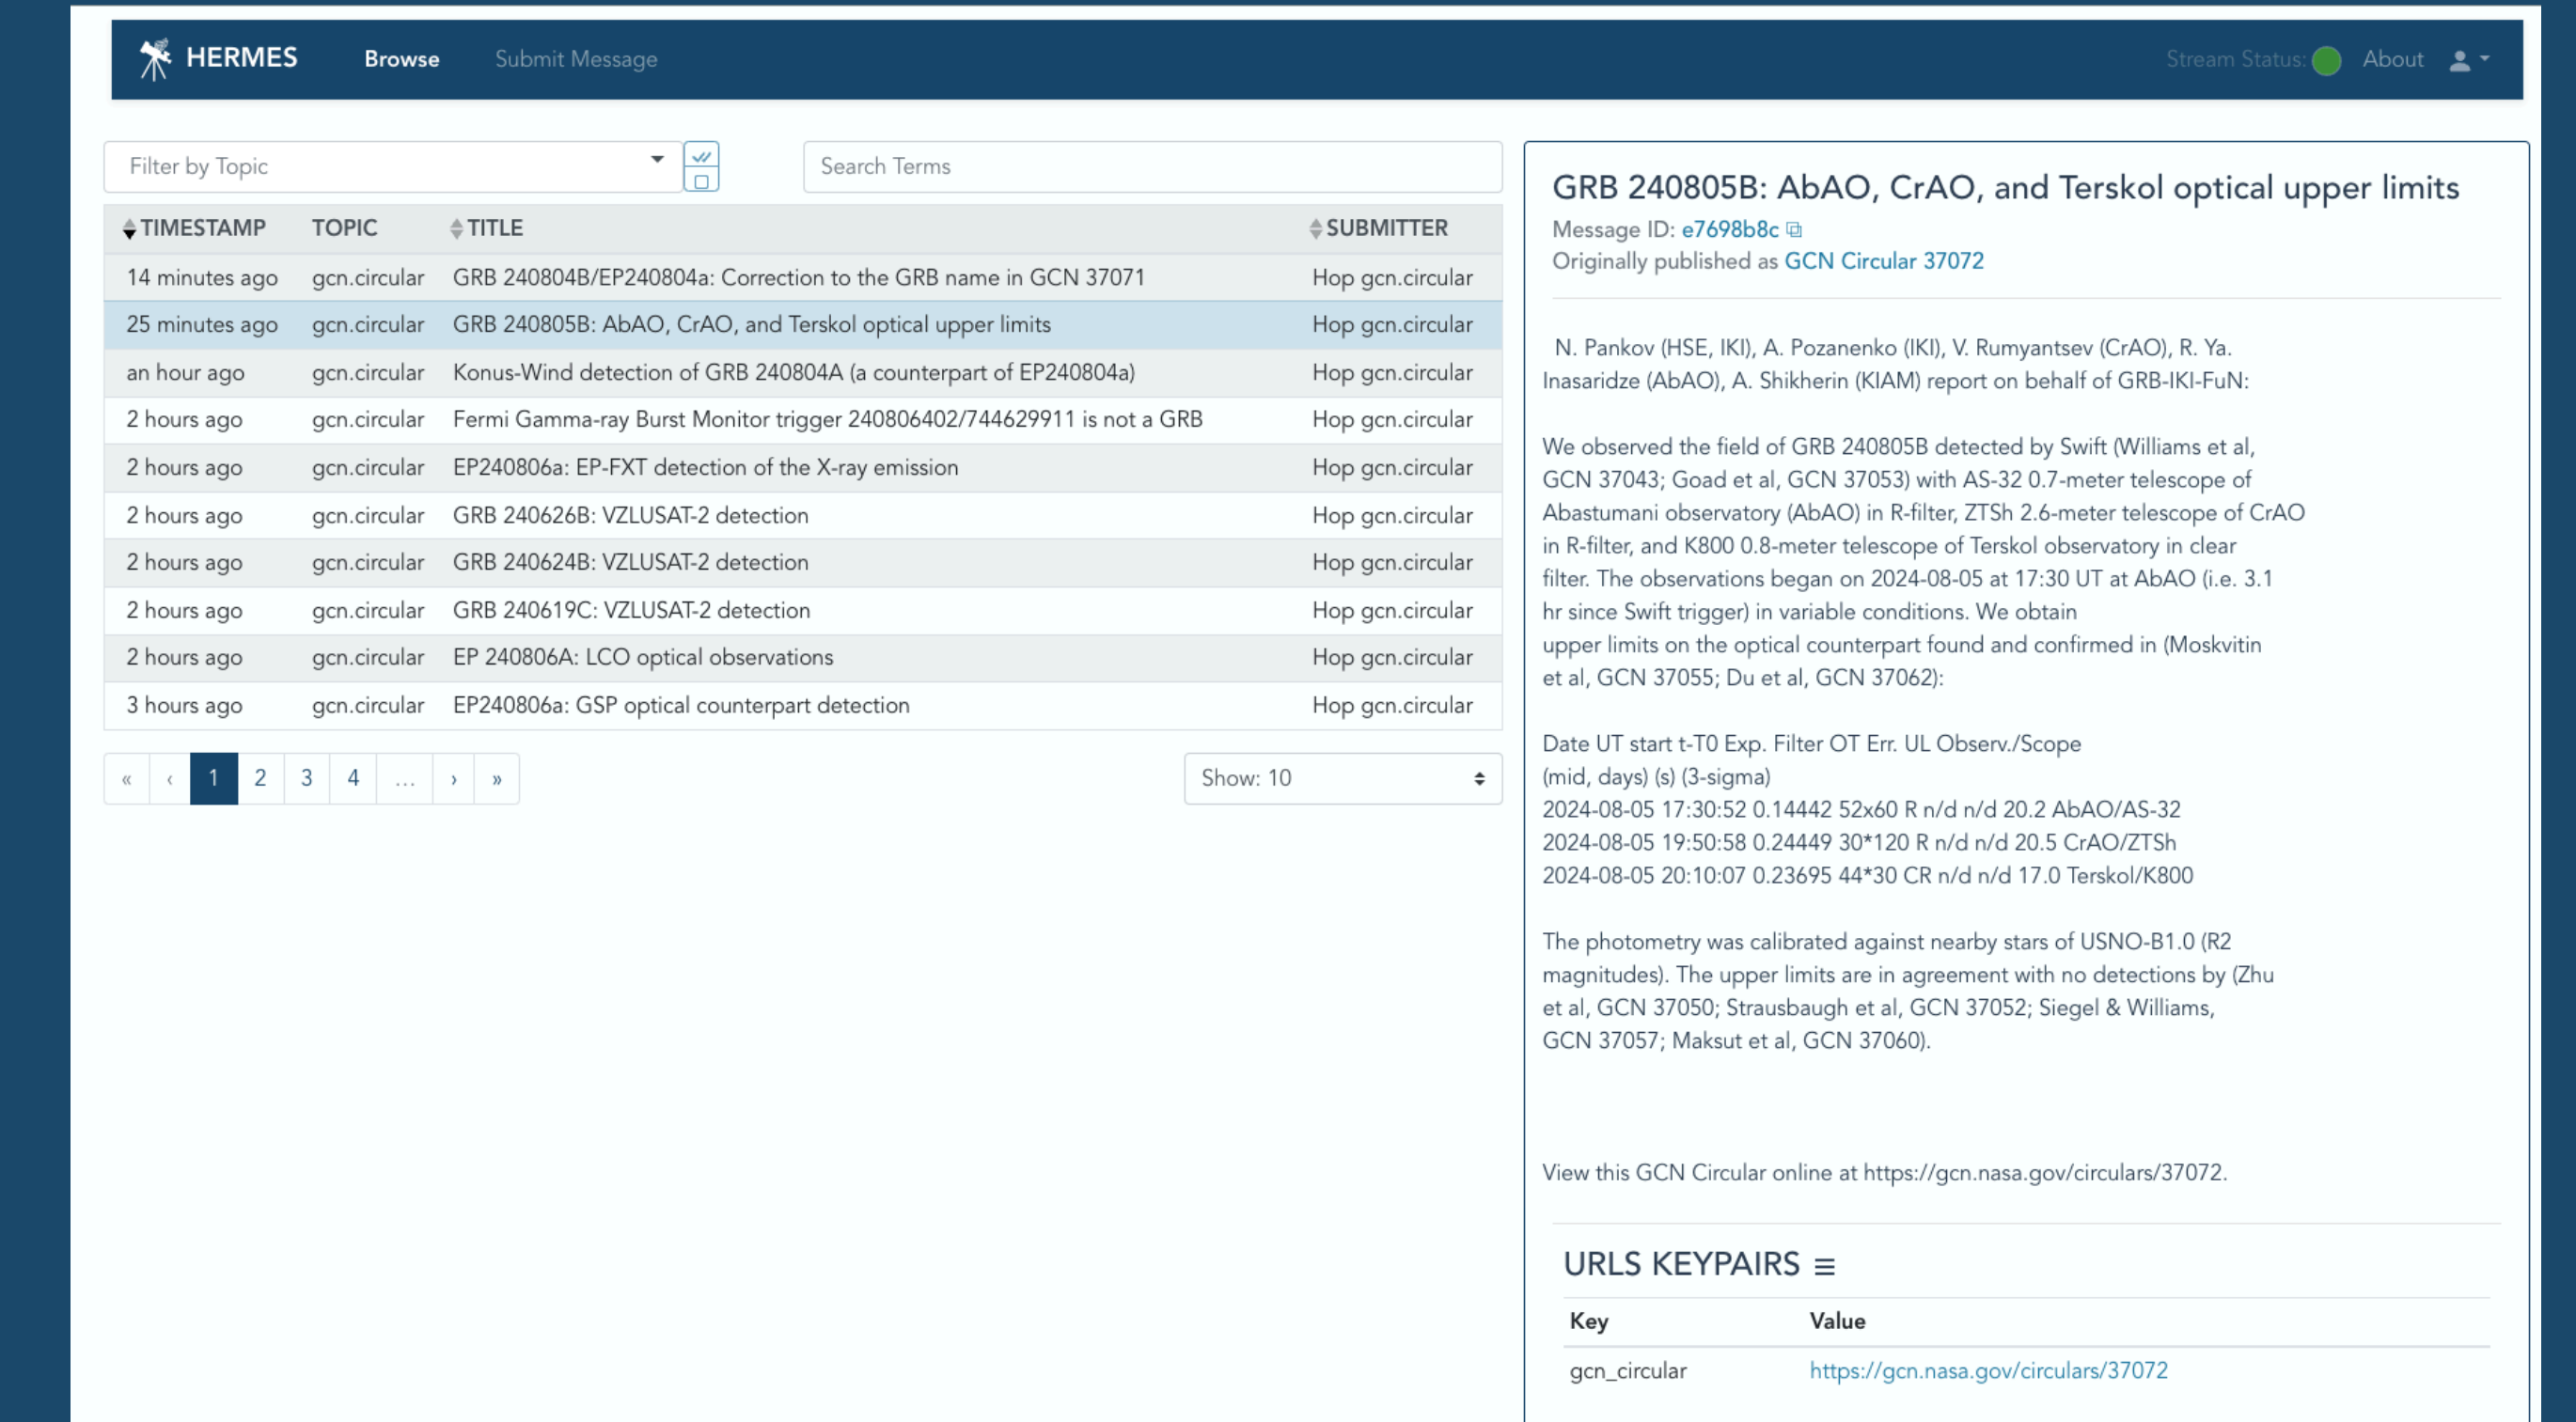 HERMES Browse Submit Message Stream Status: About
Filter by Topic
Search Terms
TIMESTAMP TOPIC TITLE SUBMITTER
14 minutes ago gcn.circular GRB 240804B/EP240804a: Correction to the GRB name in GCN 37071 Hop gcn.circular
25 minutes ago gcn.circular GRB 240805B: AbAO, CrAO, and Terskol optical upper limits Hop gcn.circular
an hour ago gcn.circular Konus-Wind detection of GRB 240804A (a counterpart of EP240804a) Hop gcn.circular
2 hours ago gcn.circular Fermi Gamma-ray Burst Monitor trigger 240806402/744629911 is not a GRB Hop gcn.circular
2 hours ago gcn.circular EP240806a: EP-FXT detection of the X-ray emission Hop gcn.circular
2 hours ago gcn.circular GRB 240626B: VZLUSAT-2 detection Hop gcn.circular
2 hours ago gcn.circular GRB 240624B: VZLUSAT-2 detection Hop gcn.circular
2 hours ago gcn.circular GRB 240619C: VZLUSAT-2 detection Hop gcn.circular
2 hours ago gcn.circular EP 240806A: LCO optical observations Hop gcn.circular
3 hours ago gcn.circular EP240806a: GSP optical counterpart detection Hop gcn.circular
« ‹ 1 2 3 4 … › »
Show: 10
GRB 240805B: AbAO, CrAO, and Terskol optical upper limits
Message ID: e7698b8c
Originally published as GCN Circular 37072
N. Pankov (HSE, IKI), A. Pozanenko (IKI), V. Rumyantsev (CrAO), R. Ya.
Inasaridze (AbAO), A. Shikherin (KIAM) report on behalf of GRB-IKI-FuN:
We observed the field of GRB 240805B detected by Swift (Williams et al,
GCN 37043; Goad et al, GCN 37053) with AS-32 0.7-meter telescope of
Abastumani observatory (AbAO) in R-filter, ZTSh 2.6-meter telescope of CrAO
in R-filter, and K800 0.8-meter telescope of Terskol observatory in clear
filter. The observations began on 2024-08-05 at 17:30 UT at AbAO (i.e. 3.1
hr since Swift trigger) in variable conditions. We obtain
upper limits on the optical counterpart found and confirmed in (Moskvitin
et al, GCN 37055; Du et al, GCN 37062):
Date UT start t-T0 Exp. Filter OT Err. UL Observ./Scope
(mid, days) (s) (3-sigma)
2024-08-05 17:30:52 0.14442 52x60 R n/d n/d 20.2 AbAO/AS-32
2024-08-05 19:50:58 0.24449 30*120 R n/d n/d 20.5 CrAO/ZTSh
2024-08-05 20:10:07 0.23695 44*30 CR n/d n/d 17.0 Terskol/K800
The photometry was calibrated against nearby stars of USNO-B1.0 (R2
magnitudes). The upper limits are in agreement with no detections by (Zhu
et al, GCN 37050; Strausbaugh et al, GCN 37052; Siegel & Williams,
GCN 37057; Maksut et al, GCN 37060).
View this GCN Circular online at https://gcn.nasa.gov/circulars/37072.
URLS KEYPAIRS
Key Value
gcn_circular https://gcn.nasa.gov/circulars/37072